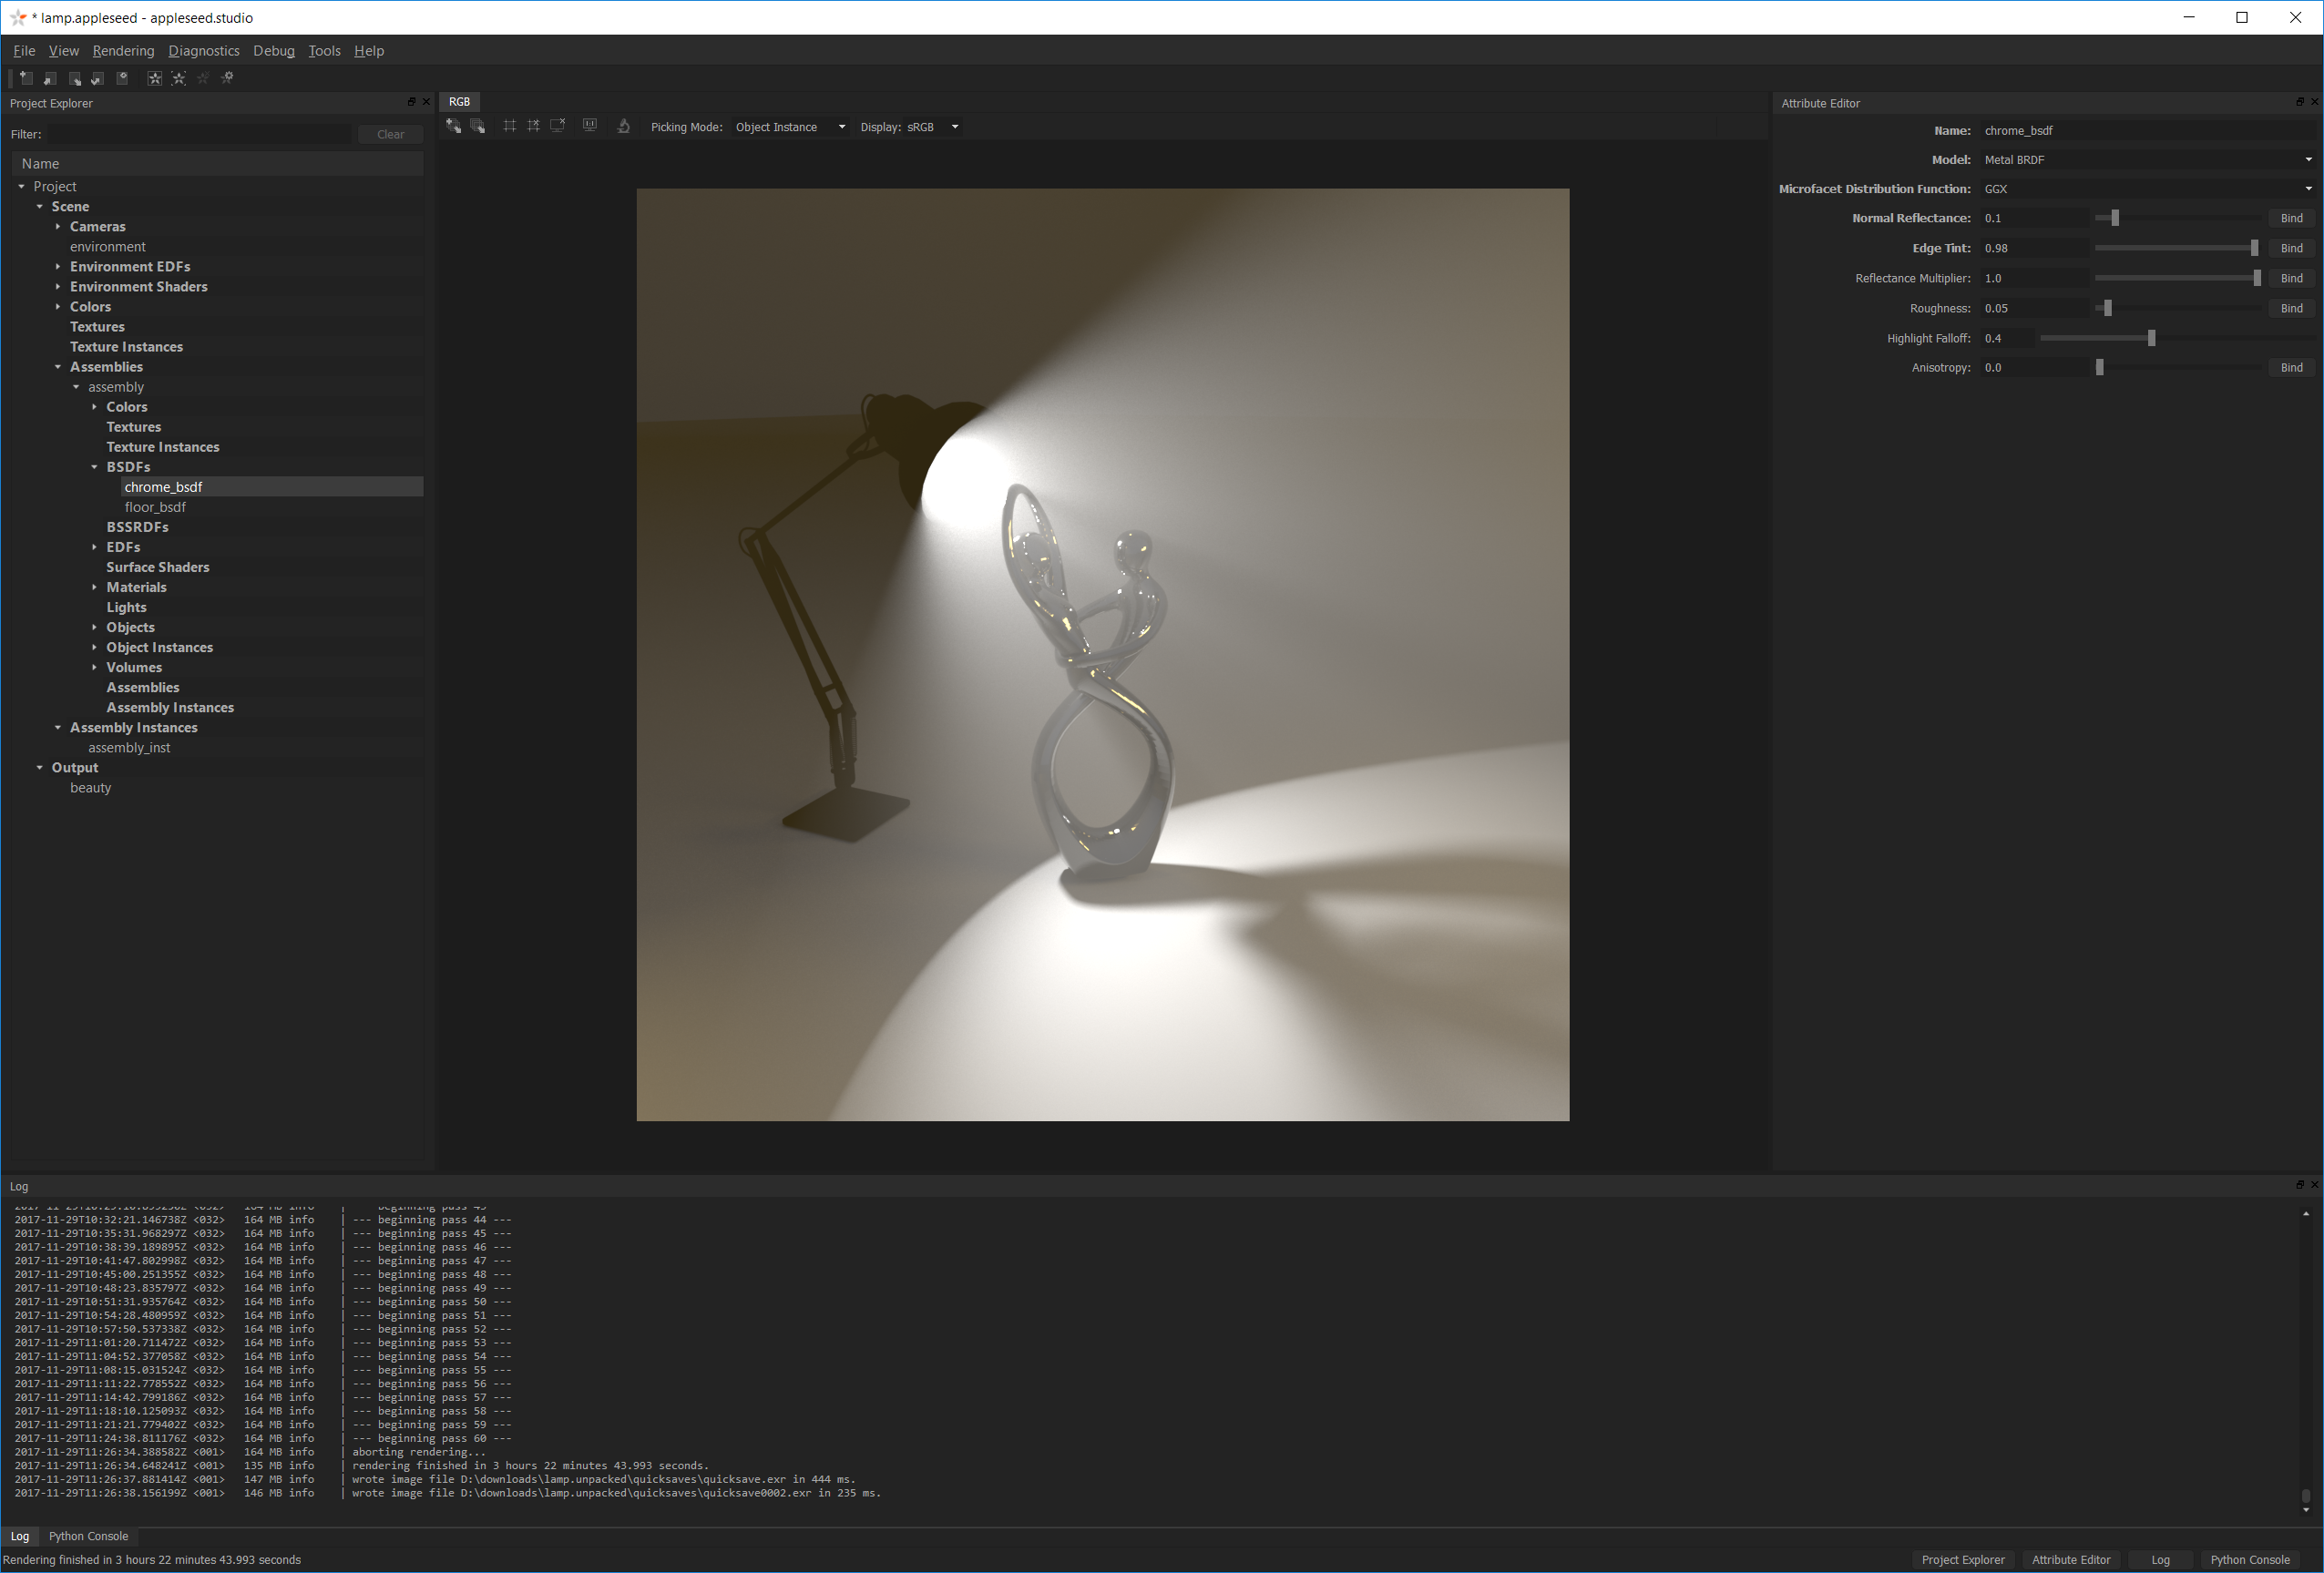 * lamp.appleseed - appleseed.studio
File View Rendering Diagnostics Debug Tools Help
Project Explorer
Filter: Clear
Name
Project
Scene
Cameras
environment
Environment EDFs
Environment Shaders
Colors
Textures
Texture Instances
Assemblies
assembly
Colors
Textures
Texture Instances
BSDFs
chrome_bsdf
floor_bsdf
BSSRDFs
EDFs
Surface Shaders
Materials
Lights
Objects
Object Instances
Volumes
Assemblies
Assembly Instances
Assembly Instances
assembly_inst
Output
beauty
RGB
Picking Mode: Object Instance Display: sRGB
Attribute Editor
Name: chrome_bsdf
Model: Metal BRDF
Microfacet Distribution Function: GGX
Normal Reflectance: 0.1 Bind
Edge Tint: 0.98 Bind
Reflectance Multiplier: 1.0 Bind
Roughness: 0.05 Bind
Highlight Falloff: 0.4
Anisotropy: 0.0 Bind
Log
2017-11-29T10:32:21.146738Z <032> 164 MB info | --- beginning pass 44 ---
2017-11-29T10:35:31.968297Z <032> 164 MB info | --- beginning pass 45 ---
2017-11-29T10:38:39.189895Z <032> 164 MB info | --- beginning pass 46 ---
2017-11-29T10:41:47.802998Z <032> 164 MB info | --- beginning pass 47 ---
2017-11-29T10:45:00.251355Z <032> 164 MB info | --- beginning pass 48 ---
2017-11-29T10:48:23.835797Z <032> 164 MB info | --- beginning pass 49 ---
2017-11-29T10:51:31.935764Z <032> 164 MB info | --- beginning pass 50 ---
2017-11-29T10:54:28.480959Z <032> 164 MB info | --- beginning pass 51 ---
2017-11-29T10:57:50.537338Z <032> 164 MB info | --- beginning pass 52 ---
2017-11-29T11:01:20.711472Z <032> 164 MB info | --- beginning pass 53 ---
2017-11-29T11:04:52.377058Z <032> 164 MB info | --- beginning pass 54 ---
2017-11-29T11:08:15.031524Z <032> 164 MB info | --- beginning pass 55 ---
2017-11-29T11:11:22.778552Z <032> 164 MB info | --- beginning pass 56 ---
2017-11-29T11:14:42.799186Z <032> 164 MB info | --- beginning pass 57 ---
2017-11-29T11:18:10.125093Z <032> 164 MB info | --- beginning pass 58 ---
2017-11-29T11:21:21.779402Z <032> 164 MB info | --- beginning pass 59 ---
2017-11-29T11:24:38.811176Z <032> 164 MB info | --- beginning pass 60 ---
2017-11-29T11:26:34.388582Z <001> 164 MB info | aborting rendering...
2017-11-29T11:26:34.648241Z <001> 135 MB info | rendering finished in 3 hours 22 minutes 43.993 seconds.
2017-11-29T11:26:37.881414Z <001> 147 MB info | wrote image file D:\downloads\lamp.unpacked\quicksaves\quicksave.exr in 444 ms.
2017-11-29T11:26:38.156199Z <001> 146 MB info | wrote image file D:\downloads\lamp.unpacked\quicksaves\quicksave0002.exr in 235 ms.
Log Python Console
Rendering finished in 3 hours 22 minutes 43.993 seconds
Project Explorer Attribute Editor Log Python Console